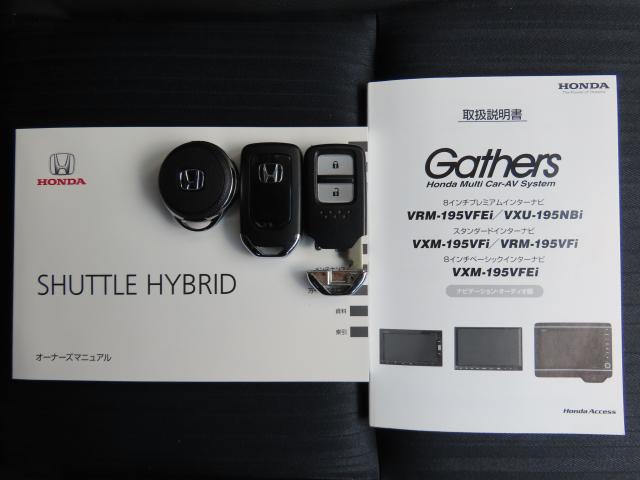 HONDA
SHUTTLE HYBRID
オーナーズマニュアル
資料
索引
HONDA
The Power of Dreams
取扱説明書
Gathers
Honda Multi Car-AV System
8インチプレミアムインターナビ
VRM-195VFEi/VXU-195NBi
スタンダードインターナビ
VXM-195VFi/VRM-195VFi
8インチベーシックインターナビ
VXM-195VFEi
ナビゲーション・オーディオ編
Honda Access